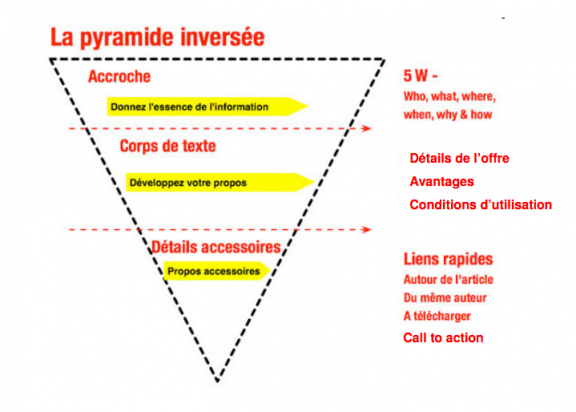 La pyramide inversée
Accroche
Donnez l'essence de l'information
5 W -
Who, what, where,
when, why & how
Corps de texte
Développez votre propos
Détails de l'offre
Avantages
Conditions d'utilisation
Détails accessoires
Propos accessoires
Liens rapides
Autour de l'article
Du même auteur
A télécharger
Call to action